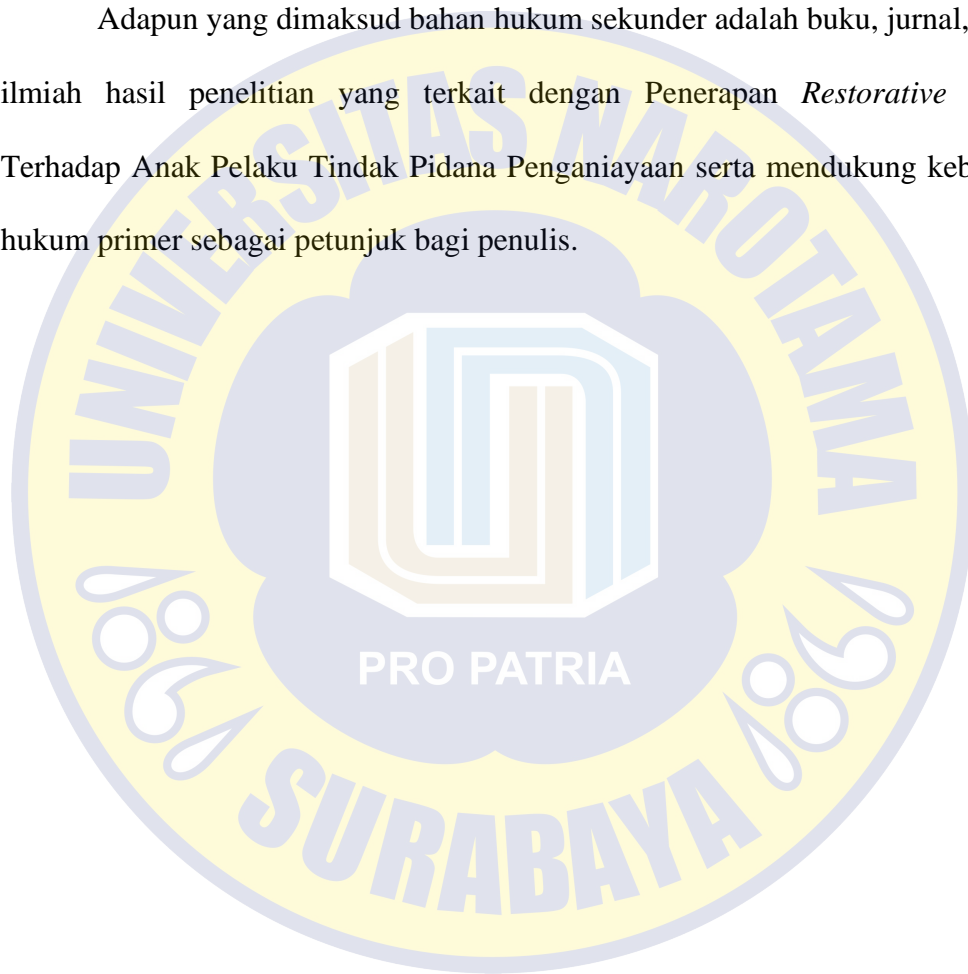 Adapun yang dimaksud bahan hukum sekunder adalah buku, jurnal,
ilmiah hasil penelitian yang terkait dengan Penerapan Restorative
Terhadap Anak Pelaku Tindak Pidana Penganiayaan serta mendukung keb
hukum primer sebagai petunjuk bagi penulis.
UNIVERSITAS NAROTAMA
PRO PATRIA
SURABAYA